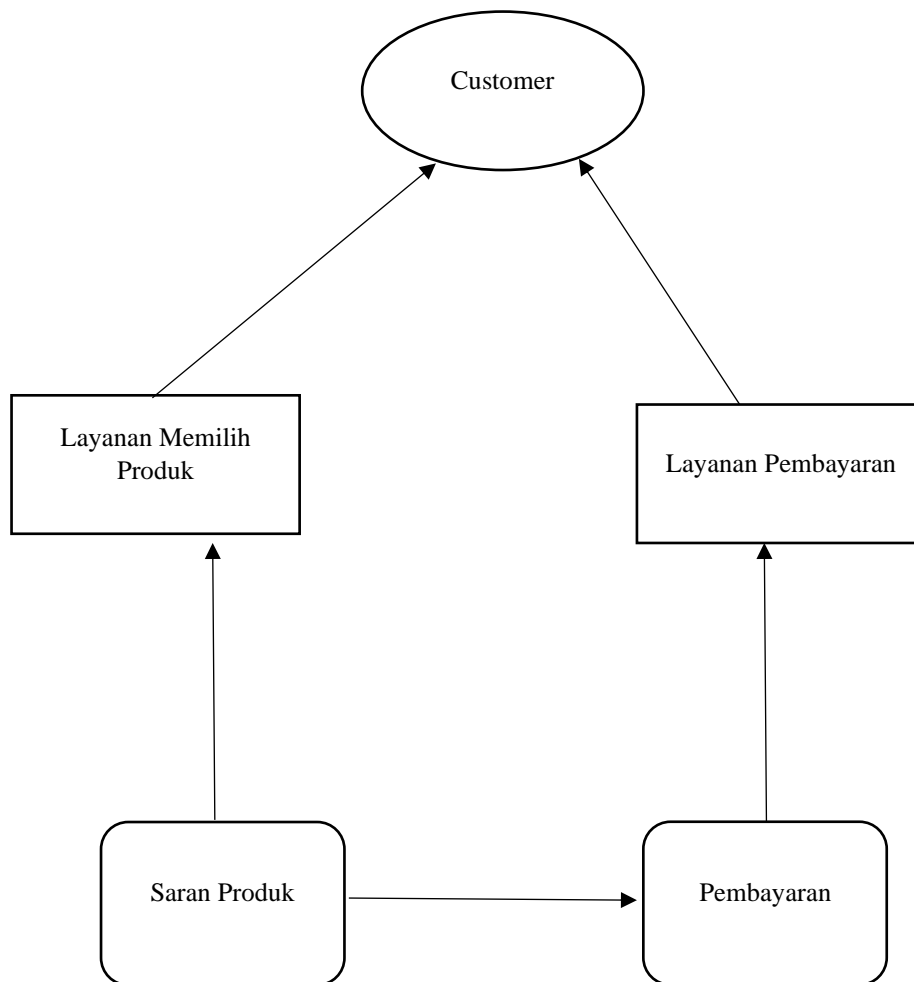 Customer
Layanan Memilih
Produk
Layanan Pembayaran
Saran Produk
Pembayaran